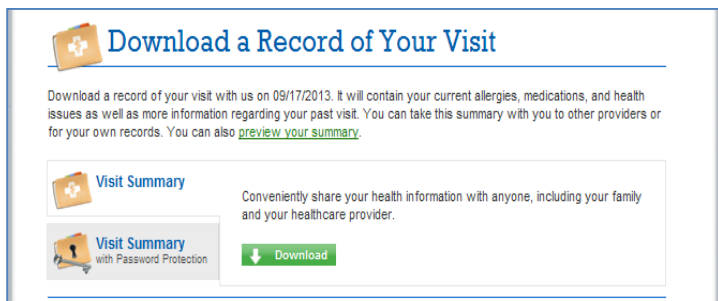 Download a Record of Your Visit
Download a record of your visit with us on 09/17/2013. It will contain your current allergies, medications, and health
issues as well as more information regarding your past visit. You can take this summary with you to other providers or
for your own records. You can also preview your summary.
Visit Summary
Conveniently share your health information with anyone, including your family
and your healthcare provider.
Visit Summary
with Password Protection
Download